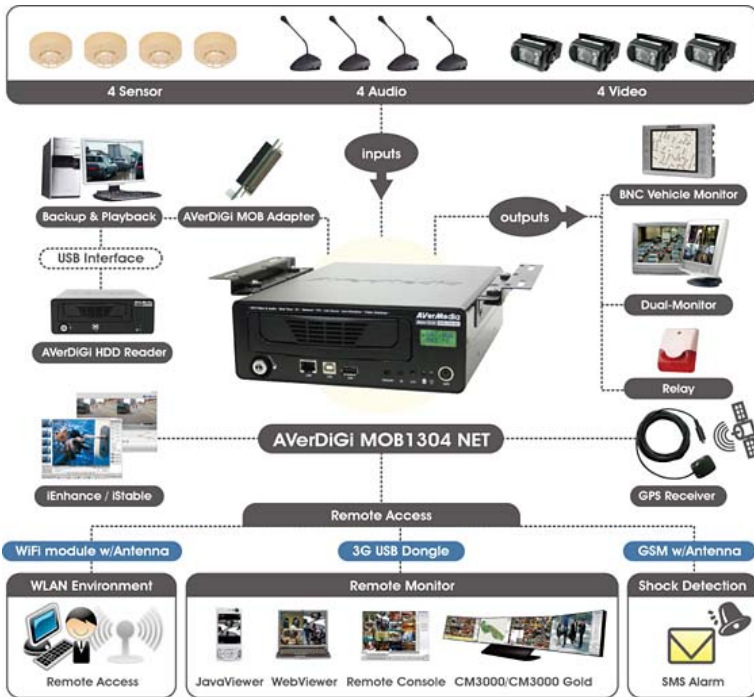 4 Sensor
4 Audio
4 Video
inputs
outputs
Backup & Playback
AVerDiGi MOB Adapter
BNC Vehicle Monitor
USB Interface
Dual-Monitor
AVerMedia
AVerDiGi HDD Reader
Relay
AVerDiGi MOB1304 NET
iEnhance / iStable
GPS Receiver
Remote Access
WiFi module w/Antenna
3G USB Dongle
GSM w/Antenna
WLAN Environment
Remote Monitor
Shock Detection
Remote Access
JavaViewer
WebViewer
Remote Console
CM3000/CM3000 Gold
SMS Alarm